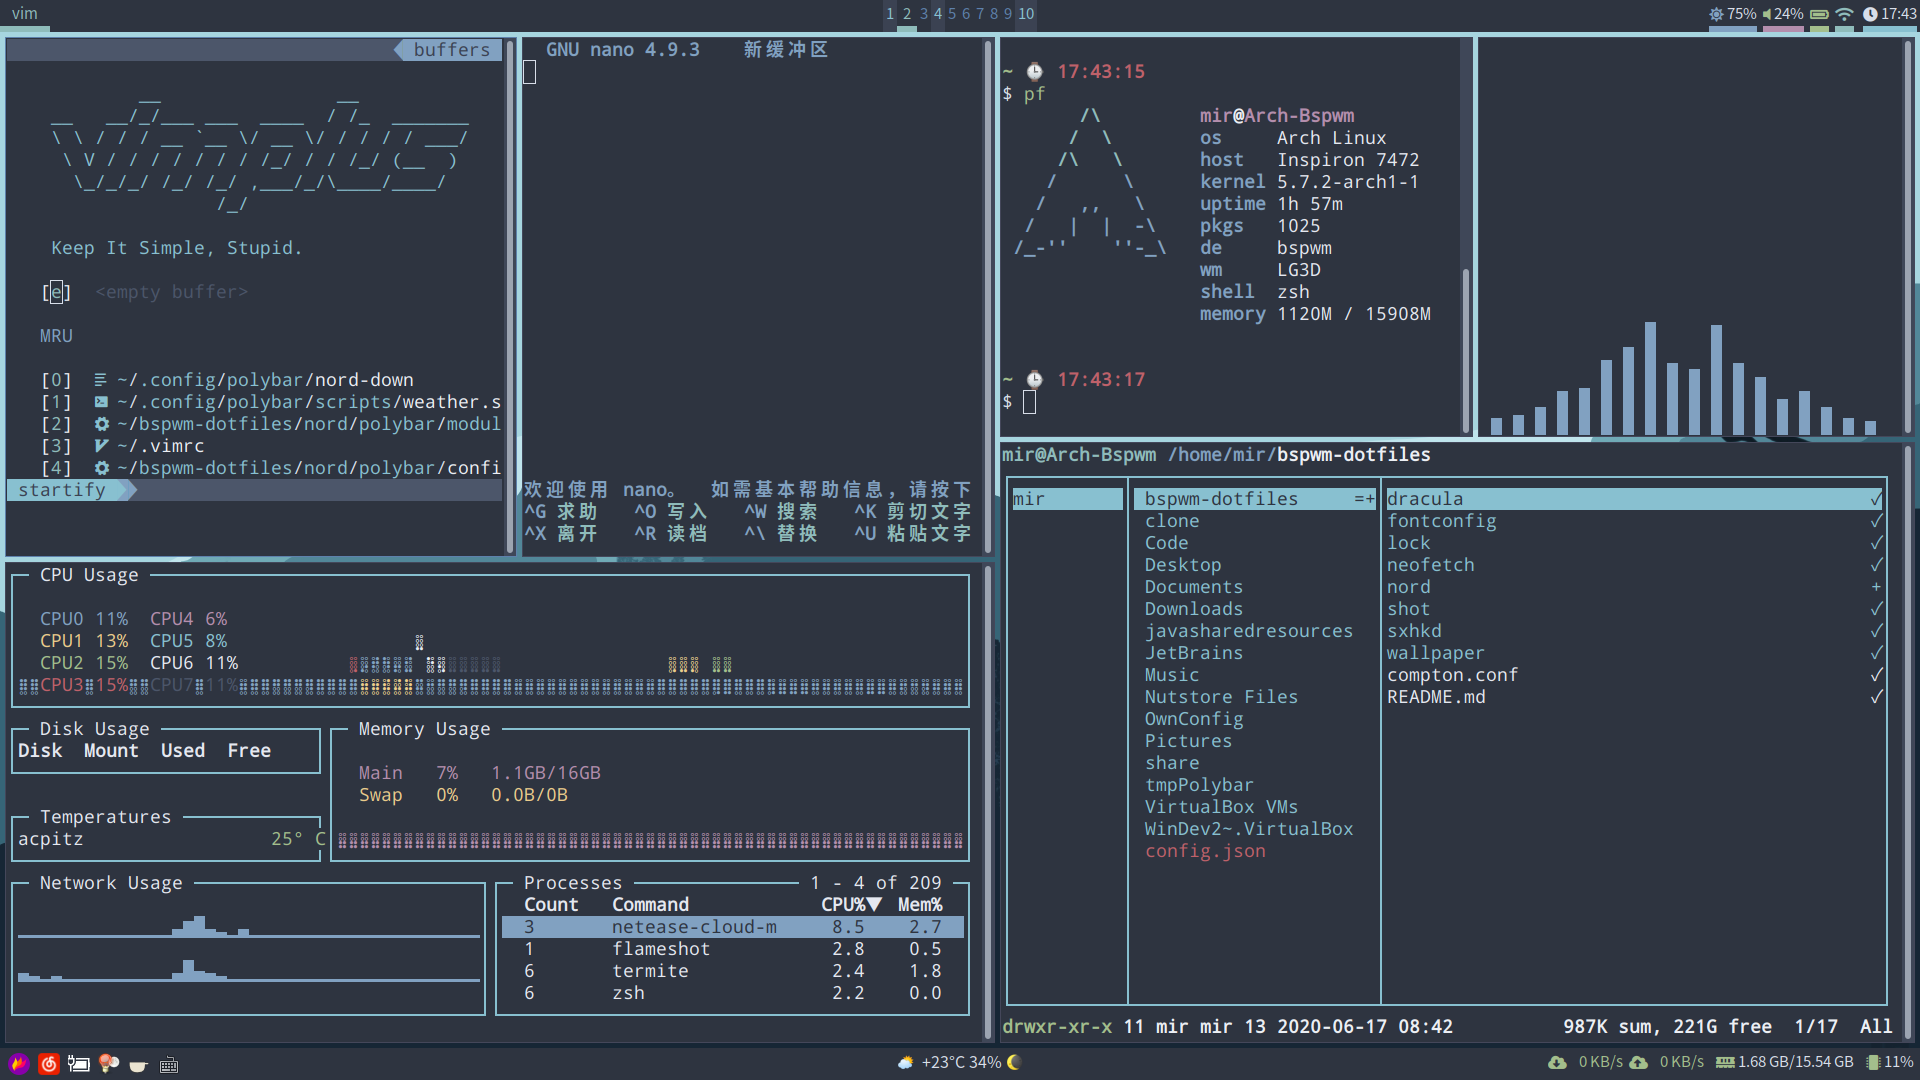 vim
1 2 3 4 5 6 7 8 9 10
75% 24% 17:43
buffers
Keep It Simple, Stupid.
[e] <empty buffer>
MRU
[0] ~/.config/polybar/nord-down
[1] ~/.config/polybar/scripts/weather.s
[2] ~/bspwm-dotfiles/nord/polybar/modul
[3] ~/.vimrc
[4] ~/bspwm-dotfiles/nord/polybar/confi
startify
GNU nano 4.9.3 新缓冲区
欢迎使用 nano。 如需基本帮助信息，请按下
^G 求助 ^O 写入 ^W 搜索 ^K 剪切文字
^X 离开 ^R 读档 ^\ 替换 ^U 粘贴文字
~ 17:43:15
$ pf
mir@Arch-Bspwm
os Arch Linux
host Inspiron 7472
kernel 5.7.2-arch1-1
uptime 1h 57m
pkgs 1025
de bspwm
wm LG3D
shell zsh
memory 1120M / 15908M
~ 17:43:17
$
CPU Usage
CPU0 11% CPU4 6%
CPU1 13% CPU5 8%
CPU2 15% CPU6 11%
CPU3 15% CPU7 11%
Disk Usage
Disk Mount Used Free
Temperatures
acpitz 25° C
Memory Usage
Main 7% 1.1GB/16GB
Swap 0% 0.0B/0B
Network Usage
Processes 1 - 4 of 209
Count Command CPU%▼ Mem%
3 netease-cloud-m 8.5 2.7
1 flameshot 2.8 0.5
6 termite 2.4 1.8
6 zsh 2.2 0.0
mir@Arch-Bspwm /home/mir/bspwm-dotfiles
mir
bspwm-dotfiles =+
clone
Code
Desktop
Documents
Downloads
javasharedresources
JetBrains
Music
Nutstore Files
OwnConfig
Pictures
share
tmpPolybar
VirtualBox VMs
WinDev2~.VirtualBox
config.json
dracula ✓
fontconfig ✓
lock ✓
neofetch ✓
nord +
shot ✓
sxhkd ✓
wallpaper ✓
compton.conf ✓
README.md ✓
drwxr-xr-x 11 mir mir 13 2020-06-17 08:42 987K sum, 221G free 1/17 All
+23°C 34%
0 KB/s 0 KB/s 1.68 GB/15.54 GB 11%